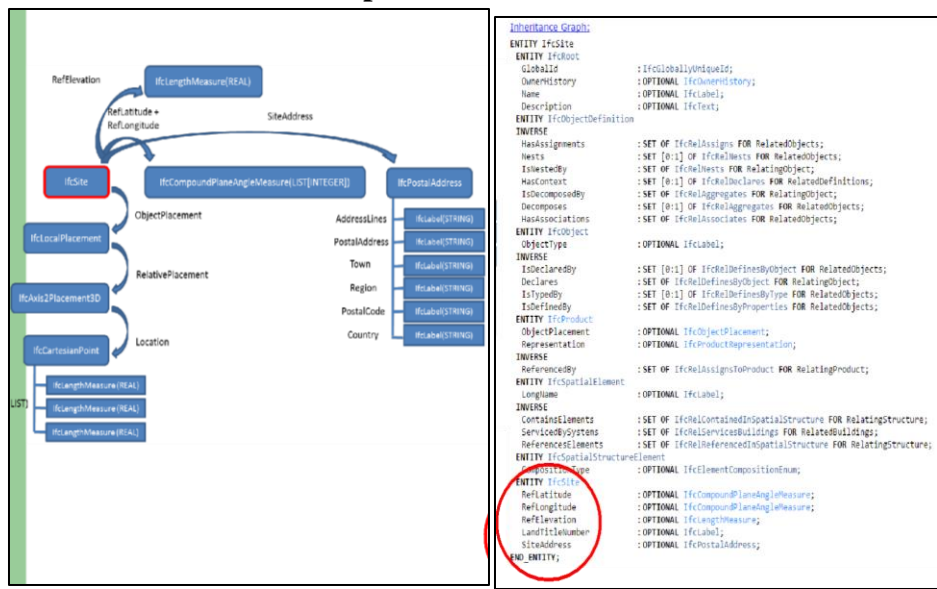 RefElevation
IfcLengthMeasure(REAL)
RefLatitude +
RefLongitude
SiteAddress
IfcSite
IfcCompoundPlaneAngleMeasure(LIST[INTEGER])
IfcPostalAddress
ObjectPlacement
AddressLines
IfcLabel(STRING)
IfcLocalPlacement
PostalAddress
IfcLabel(STRING)
Town
IfcLabel(STRING)
RelativePlacement
Region
IfcLabel(STRING)
IfcAxis2Placement3D
PostalCode
IfcLabel(STRING)
Country
IfcLabel(STRING)
Location
IfcCartesianPoint
IfcLengthMeasure(REAL)
LIST]
IfcLengthMeasure(REAL)
IfcLengthMeasure(REAL)
Inheritance Graph:
ENTITY IfcSite
ENTITY IfcRoot
GlobalId : IfcGloballyUniqueId;
OwnerHistory : OPTIONAL IfcOwnerHistory;
Name : OPTIONAL IfcLabel;
Description : OPTIONAL IfcText;
ENTITY IfcObjectDefinition
INVERSE
HasAssignments : SET OF IfcRelAssigns FOR RelatedObjects;
Nests : SET [0:1] OF IfcRelNests FOR RelatedObjects;
IsNestedBy : SET OF IfcRelNests FOR RelatingObject;
HasContext : SET [0:1] OF IfcRelDeclares FOR RelatedDefinitions;
IsDecomposedBy : SET OF IfcRelAggregates FOR RelatingObject;
Decomposes : SET [0:1] OF IfcRelAggregates FOR RelatedObjects;
HasAssociations : SET OF IfcRelAssociates FOR RelatedObjects;
ENTITY IfcObject
ObjectType : OPTIONAL IfcLabel;
INVERSE
IsDeclaredBy : SET [0:1] OF IfcRelDefinesByObject FOR RelatedObjects;
Declares : SET OF IfcRelDefinesByObject FOR RelatingObject;
IsTypedBy : SET [0:1] OF IfcRelDefinesByType FOR RelatedObjects;
IsDefinedBy : SET OF IfcRelDefinesByProperties FOR RelatedObjects;
ENTITY IfcProduct
ObjectPlacement : OPTIONAL IfcObjectPlacement;
Representation : OPTIONAL IfcProductRepresentation;
INVERSE
ReferencedBy : SET OF IfcRelAssignsToProduct FOR RelatingProduct;
ENTITY IfcSpatialElement
LongName : OPTIONAL IfcLabel;
INVERSE
ContainsElements : SET OF IfcRelContainedInSpatialStructure FOR RelatingStructure;
ServicedBySystems : SET OF IfcRelServicesBuildings FOR RelatedBuildings;
ReferencesElements : SET OF IfcRelReferencedInSpatialStructure FOR RelatingStructure;
ENTITY IfcSpatialStructureElement
CompositionType : OPTIONAL IfcElementCompositionEnum;
ENTITY IfcSite
RefLatitude : OPTIONAL IfcCompoundPlaneAngleMeasure;
RefLongitude : OPTIONAL IfcCompoundPlaneAngleMeasure;
RefElevation : OPTIONAL IfcLengthMeasure;
LandTitleNumber : OPTIONAL IfcLabel;
SiteAddress : OPTIONAL IfcPostalAddress;
END_ENTITY;